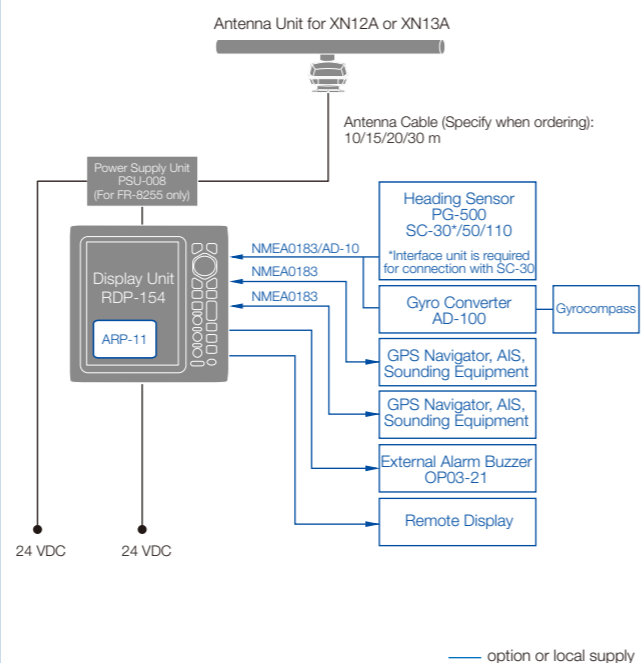 Antenna Unit for XN12A or XN13A
Antenna Cable (Specify when ordering):
10/15/20/30 m
Power Supply Unit
PSU-008
(For FR-8255 only)
Heading Sensor
PG-500
SC-30*/50/110
*Interface unit is required
for connection with SC-30
NMEA0183/AD-10
NMEA0183
NMEA0183
Display Unit
RDP-154
ARP-11
Gyro Converter
AD-100
Gyrocompass
GPS Navigator, AIS,
Sounding Equipment
GPS Navigator, AIS,
Sounding Equipment
External Alarm Buzzer
OP03-21
Remote Display
24 VDC
24 VDC
option or local supply